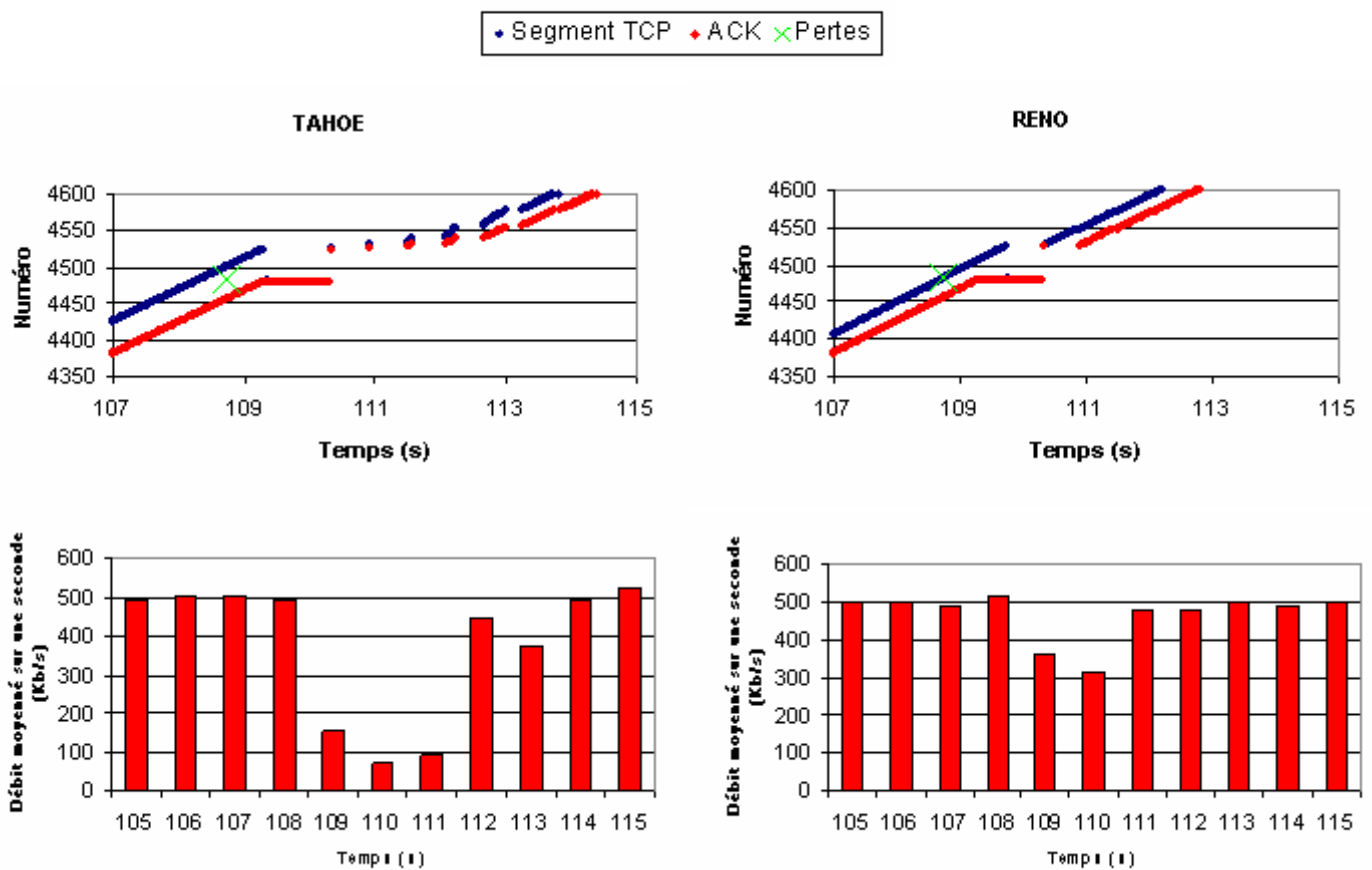 Segment TCP ACK Pertes
TAHOE
Numéro
4600
4550
4500
4450
4400
4350
107 109 111 113 115
Temps (s)
RENO
Numéro
4600
4550
4500
4450
4400
4350
107 109 111 113 115
Temps (s)
Débit moyenné sur une seconde
(Kb/s)
600
500
400
300
200
100
0
105 106 107 108 109 110 111 112 113 114 115
Temps (s)
Débit moyenné sur une seconde
(Kb/s)
600
500
400
300
200
100
0
105 106 107 108 109 110 111 112 113 114 115
Temps (s)